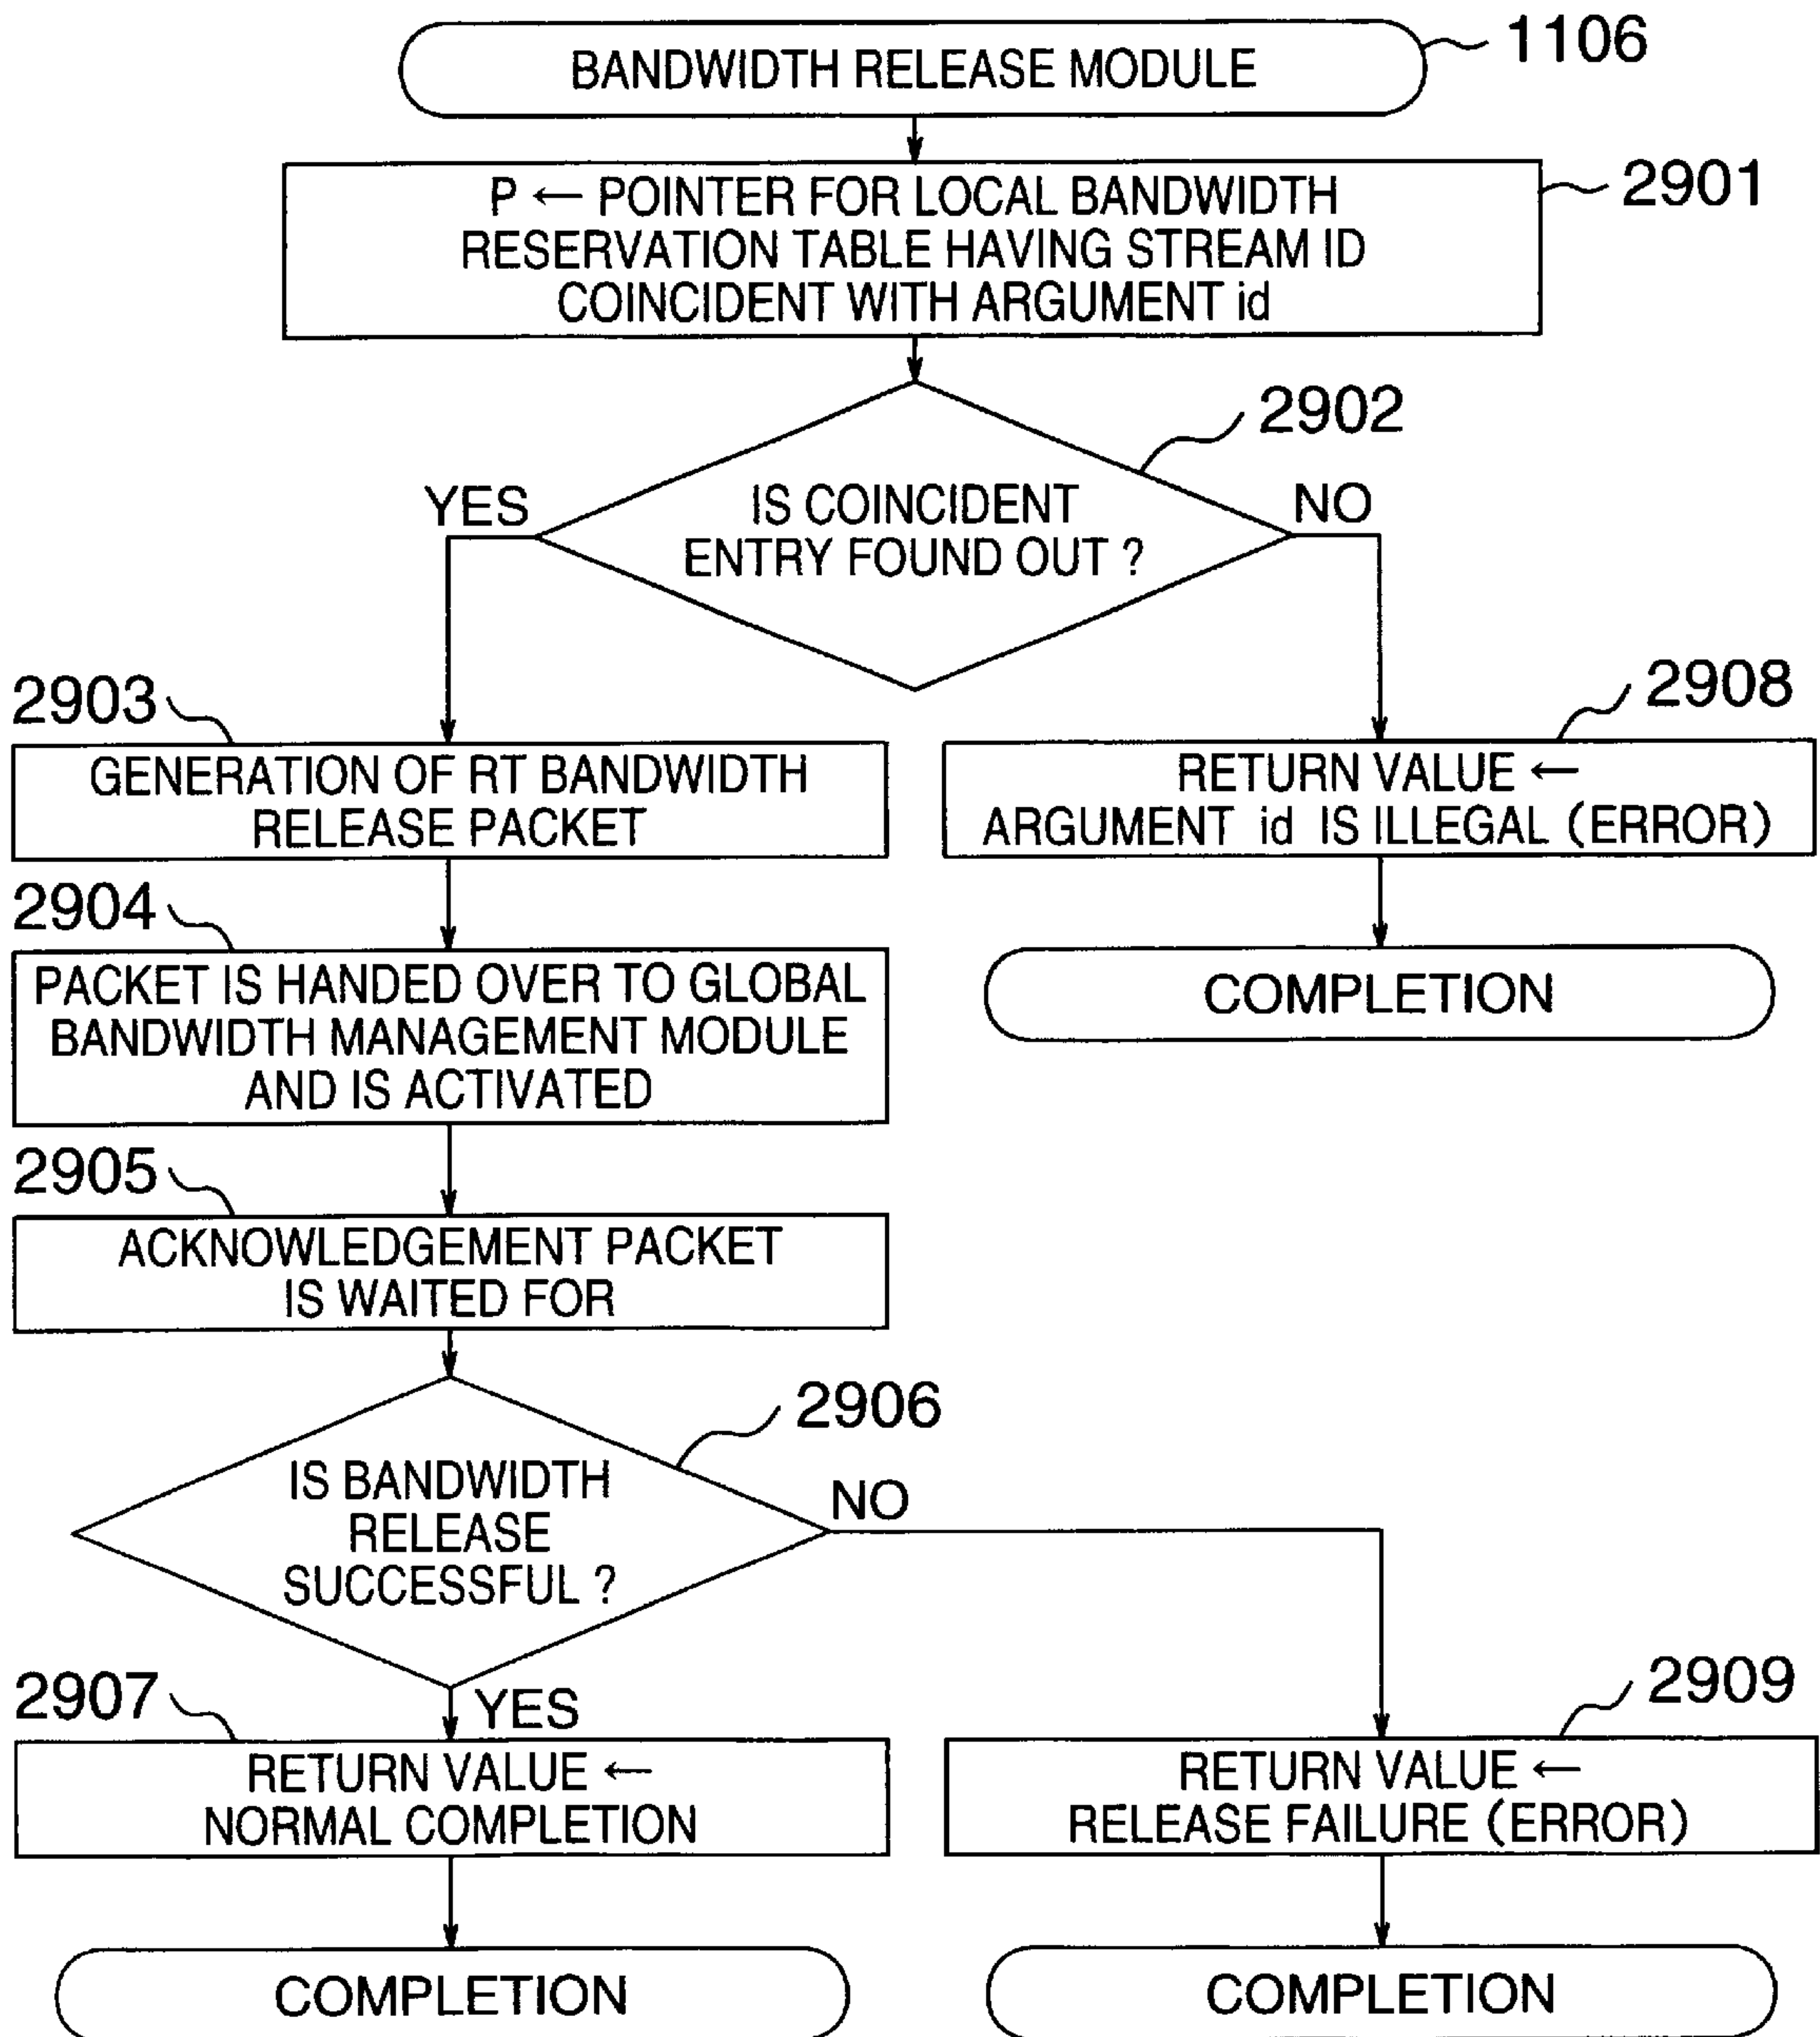 BANDWIDTH RELEASE MODULE
1106
P ← POINTER FOR LOCAL BANDWIDTH
RESERVATION TABLE HAVING STREAM ID
COINCIDENT WITH ARGUMENT id
2901
2902
IS COINCIDENT
ENTRY FOUND OUT ?
YES
NO
2903
GENERATION OF RT BANDWIDTH
RELEASE PACKET
2908
RETURN VALUE ←
ARGUMENT id IS ILLEGAL (ERROR)
2904
PACKET IS HANDED OVER TO GLOBAL
BANDWIDTH MANAGEMENT MODULE
AND IS ACTIVATED
COMPLETION
2905
ACKNOWLEDGEMENT PACKET
IS WAITED FOR
2906
IS BANDWIDTH
RELEASE
SUCCESSFUL ?
NO
YES
2907
RETURN VALUE ←
NORMAL COMPLETION
2909
RETURN VALUE ←
RELEASE FAILURE (ERROR)
COMPLETION
COMPLETION